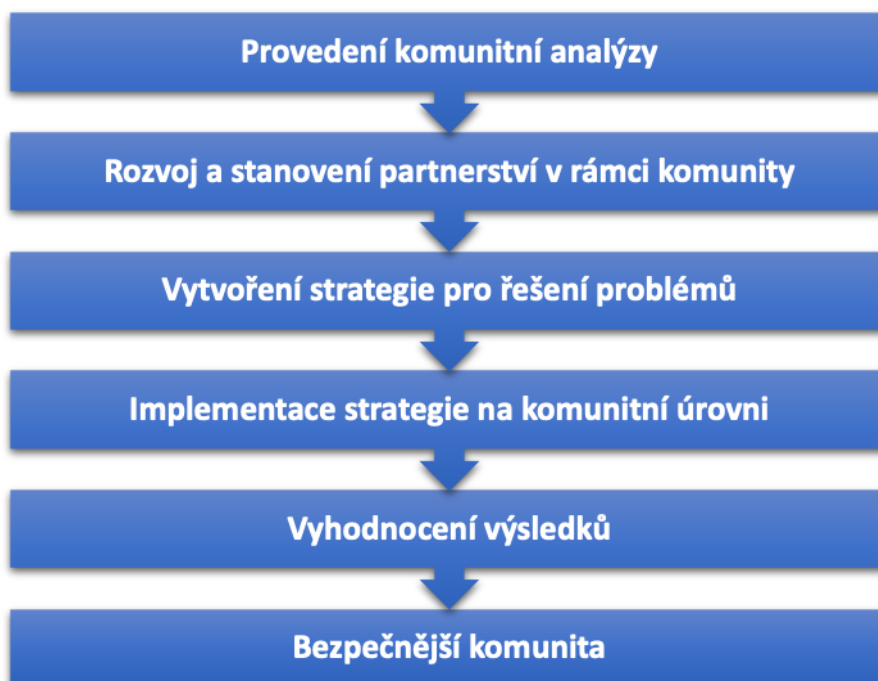 Provedení komunitní analýzy
Rozvoj a stanovení partnerství v rámci komunity
Vytvoření strategie pro řešení problémů
Implementace strategie na komunitní úrovni
Vyhodnocení výsledků
Bezpečnější komunita